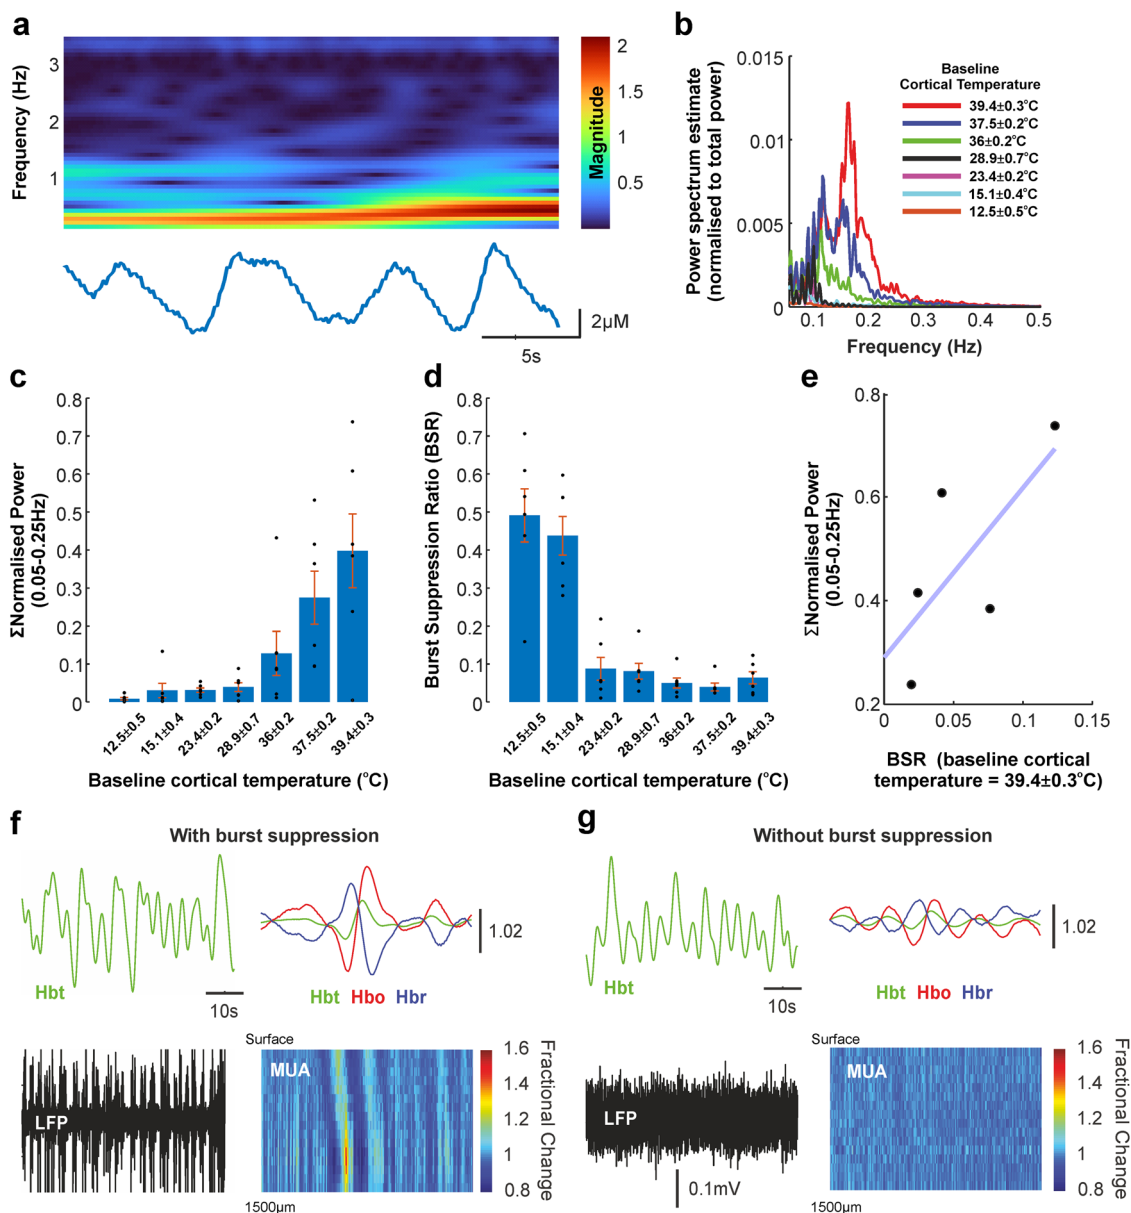 a
Frequency (Hz)
3
2
1
Magnitude
2
1.5
1
0.5
2µM
5s
b
Power spectrum estimate
(normalised to total power)
0.015
0.01
0.005
0
0.1
0.2
0.3
0.4
0.5
Frequency (Hz)
Baseline
Cortical Temperature
39.4±0.3°C
37.5±0.2°C
36±0.2°C
28.9±0.7°C
23.4±0.2°C
15.1±0.4°C
12.5±0.5°C
c
ΣNormalised Power
(0.05-0.25Hz)
0.8
0.7
0.6
0.5
0.4
0.3
0.2
0.1
0
12.5±0.5
15.1±0.4
23.4±0.2
28.9±0.7
36±0.2
37.5±0.2
39.4±0.3
Baseline cortical temperature (°C)
d
Burst Suppression Ratio (BSR)
0.8
0.7
0.6
0.5
0.4
0.3
0.2
0.1
0
12.5±0.5
15.1±0.4
23.4±0.2
28.9±0.7
36±0.2
37.5±0.2
39.4±0.3
Baseline cortical temperature (°C)
e
ΣNormalised Power
(0.05-0.25Hz)
0.8
0.6
0.4
0.2
0
0.05
0.1
0.15
BSR (baseline cortical
temperature = 39.4±0.3°C)
f
With burst suppression
1.02
Hbt
10s
Hbt Hbo Hbr
LFP
Surface
MUA
1500µm
1.6
1.4
1.2
1
0.8
Fractional Change
g
Without burst suppression
1.02
Hbt
10s
Hbt Hbo Hbr
LFP
0.1mV
Surface
MUA
1500µm
1.6
1.4
1.2
1
0.8
Fractional Change